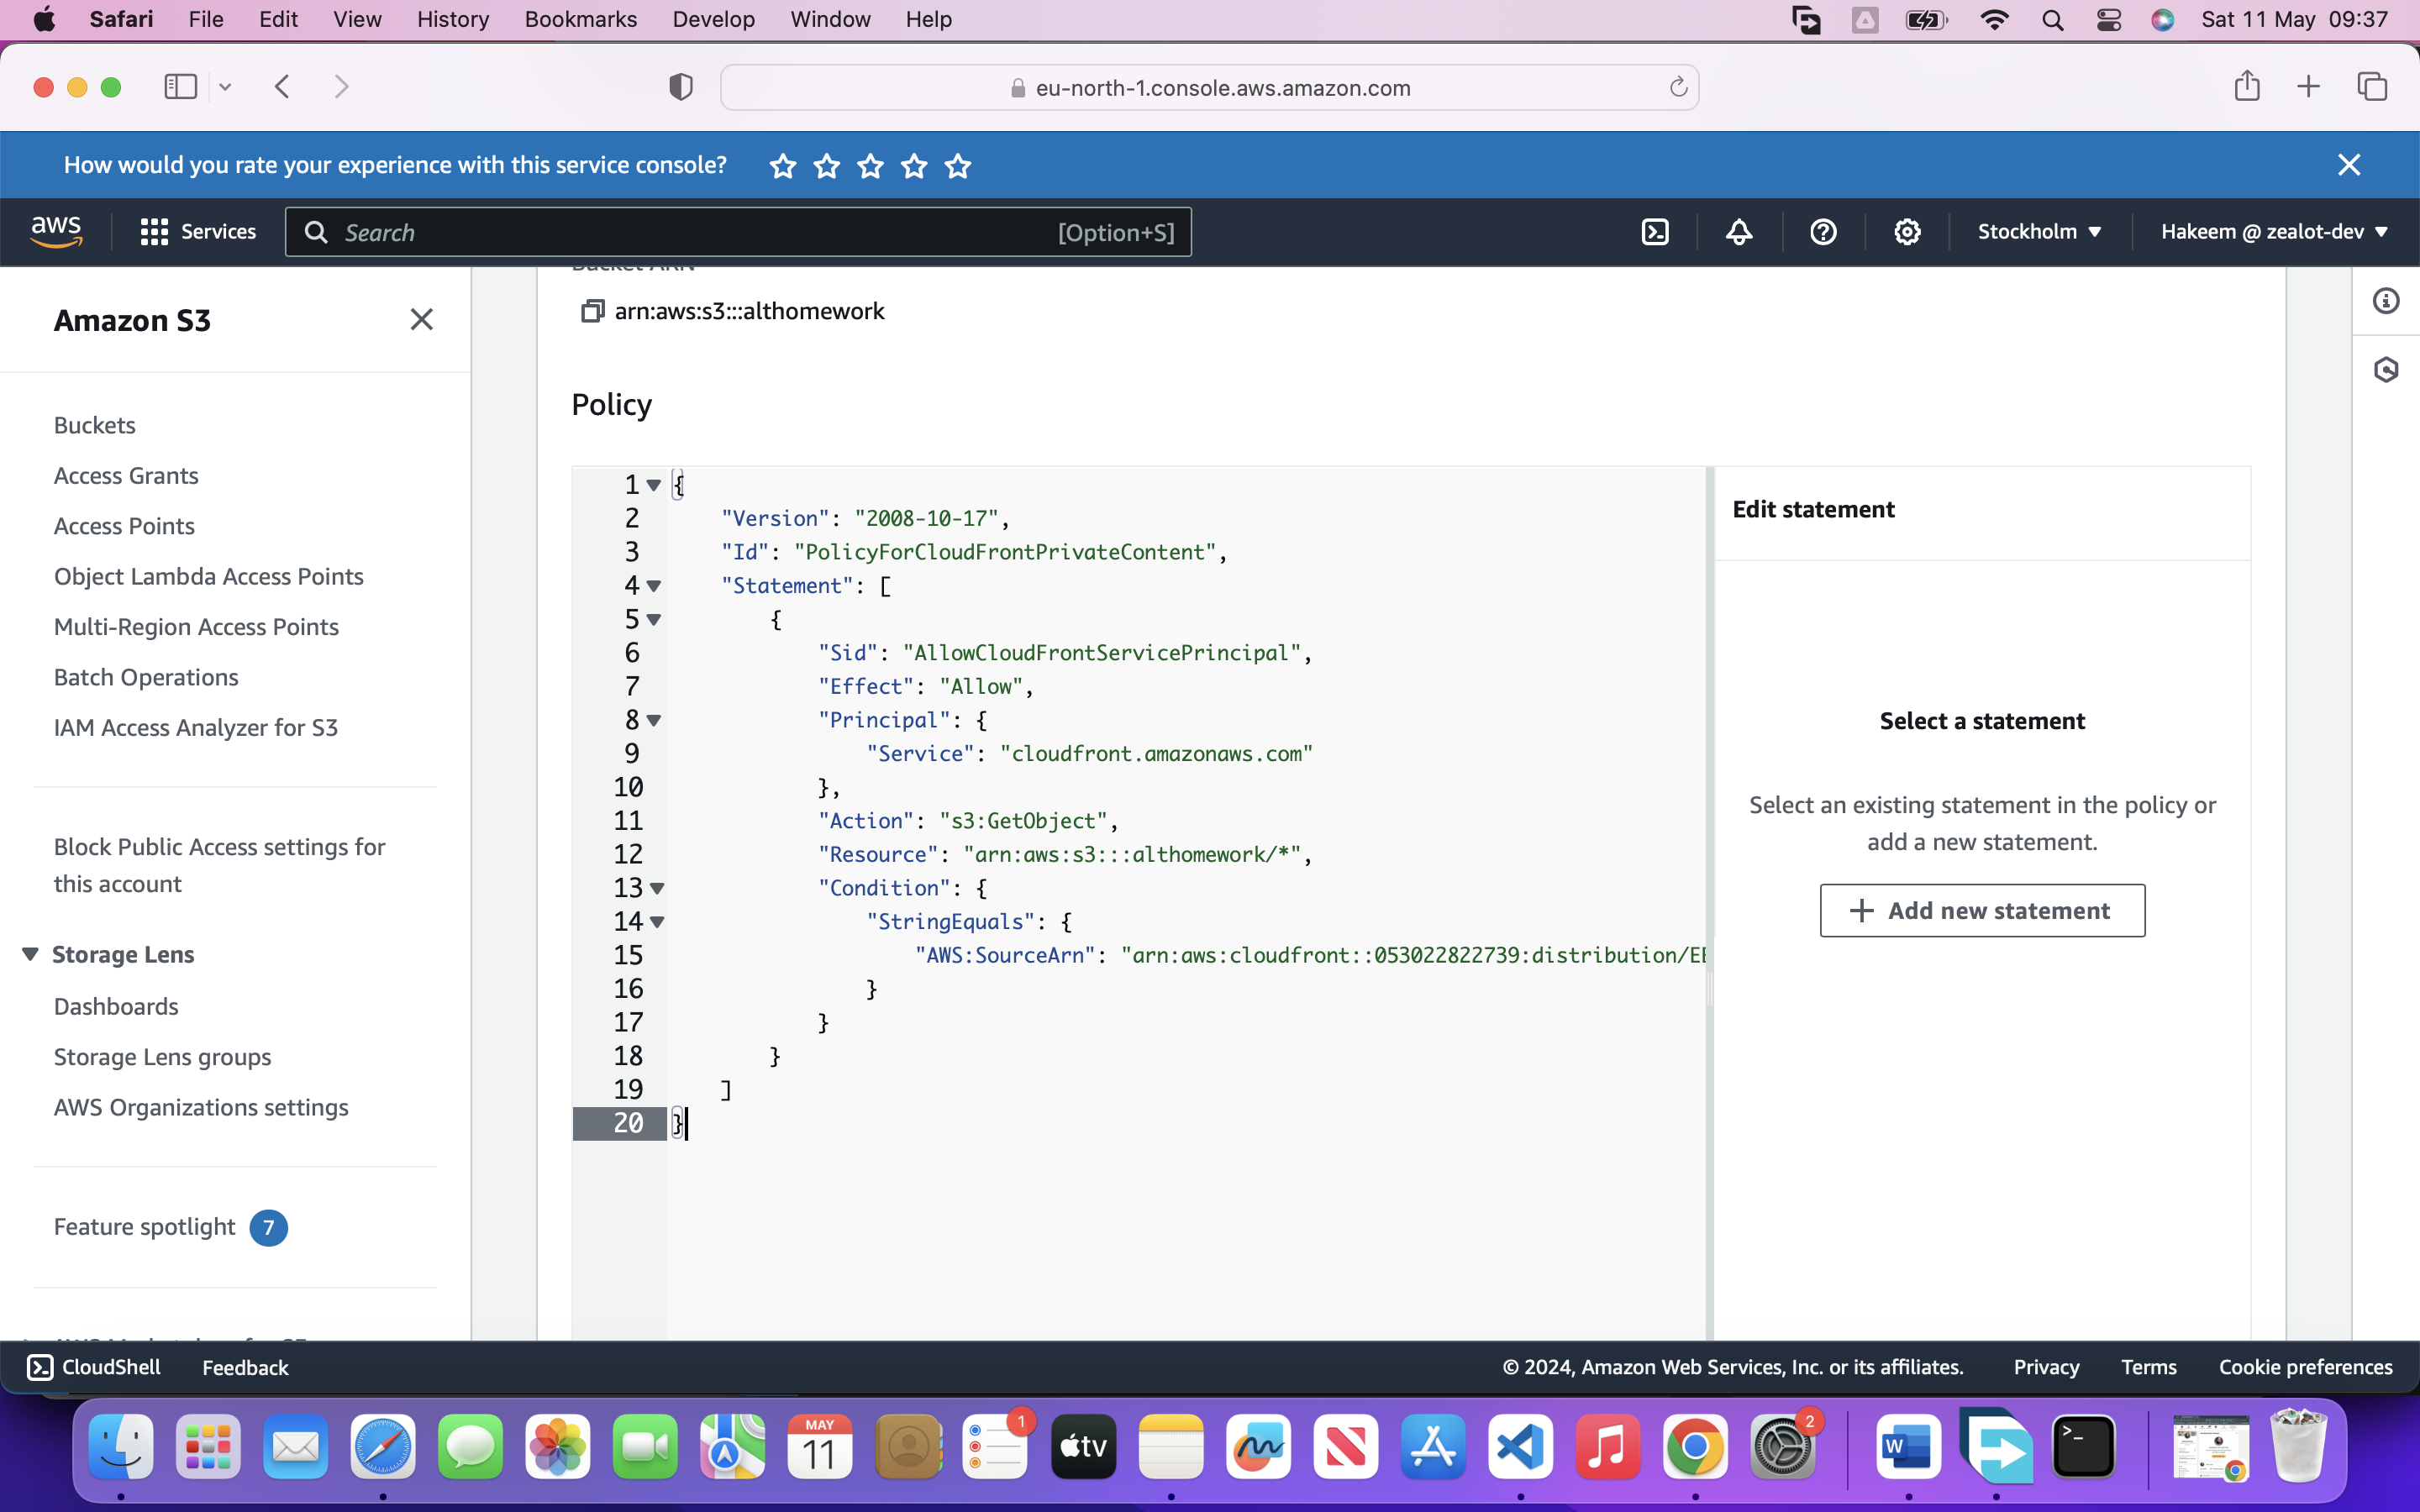 Safari File Edit View History Bookmarks Develop Window Help Sat 11 May 09:37
eu-north-1.console.aws.amazon.com
How would you rate your experience with this service console?
aws Services Search [Option+S] Stockholm Hakeem @ zealot-dev
Amazon S3
Buckets
Access Grants
Access Points
Object Lambda Access Points
Multi-Region Access Points
Batch Operations
IAM Access Analyzer for S3
Block Public Access settings for
this account
Storage Lens
Dashboards
Storage Lens groups
AWS Organizations settings
Feature spotlight 7
Bucket ARN
arn:aws:s3:::althomework
Policy
1 {
2 "Version": "2008-10-17",
3 "Id": "PolicyForCloudFrontPrivateContent",
4 "Statement": [
5 {
6 "Sid": "AllowCloudFrontServicePrincipal",
7 "Effect": "Allow",
8 "Principal": {
9 "Service": "cloudfront.amazonaws.com"
10 },
11 "Action": "s3:GetObject",
12 "Resource": "arn:aws:s3:::althomework/*",
13 "Condition": {
14 "StringEquals": {
15 "AWS:SourceArn": "arn:aws:cloudfront::053022822739:distribution/E
16 }
17 }
18 }
19 ]
20 }
Edit statement
Select a statement
Select an existing statement in the policy or
add a new statement.
+ Add new statement
CloudShell Feedback © 2024, Amazon Web Services, Inc. or its affiliates. Privacy Terms Cookie preferences
MAY
11
1
tv
2
W
>_